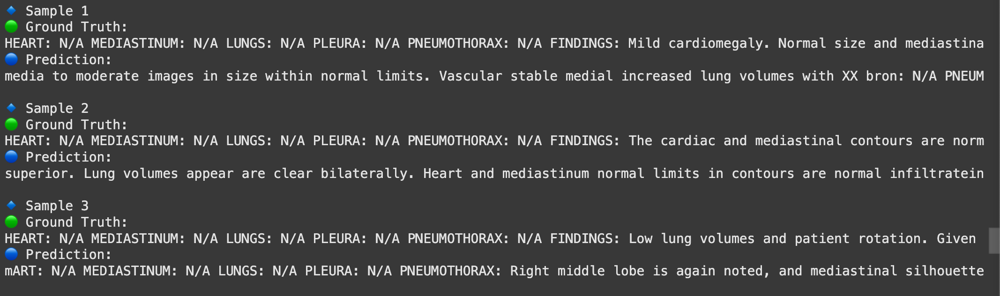 🔹 Sample 1
🟢 Ground Truth:
HEART: N/A MEDIASTINUM: N/A LUNGS: N/A PLEURA: N/A PNEUMOTHORAX: N/A FINDINGS: Mild cardiomegaly. Normal size and mediastina
🔵 Prediction:
media to moderate images in size within normal limits. Vascular stable medial increased lung volumes with XX bron: N/A PNEUM
🔹 Sample 2
🟢 Ground Truth:
HEART: N/A MEDIASTINUM: N/A LUNGS: N/A PLEURA: N/A PNEUMOTHORAX: N/A FINDINGS: The cardiac and mediastinal contours are norm
🔵 Prediction:
superior. Lung volumes appear are clear bilaterally. Heart and mediastinum normal limits in contours are normal infiltratein
🔹 Sample 3
🟢 Ground Truth:
HEART: N/A MEDIASTINUM: N/A LUNGS: N/A PLEURA: N/A PNEUMOTHORAX: N/A FINDINGS: Low lung volumes and patient rotation. Given
🔵 Prediction:
mART: N/A MEDIASTINUM: N/A LUNGS: N/A PLEURA: N/A PNEUMOTHORAX: Right middle lobe is again noted, and mediastinal silhouette